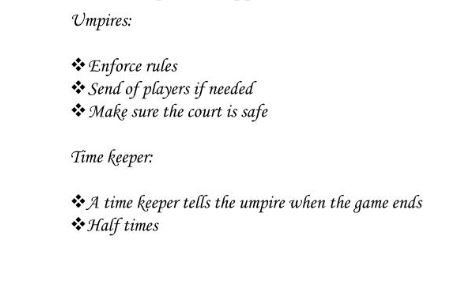 Umpires:
❖ Enforce rules
❖ Send of players if needed
❖ Make sure the court is safe
Time keeper:
❖ A time keeper tells the umpire when the game ends
❖ Half times